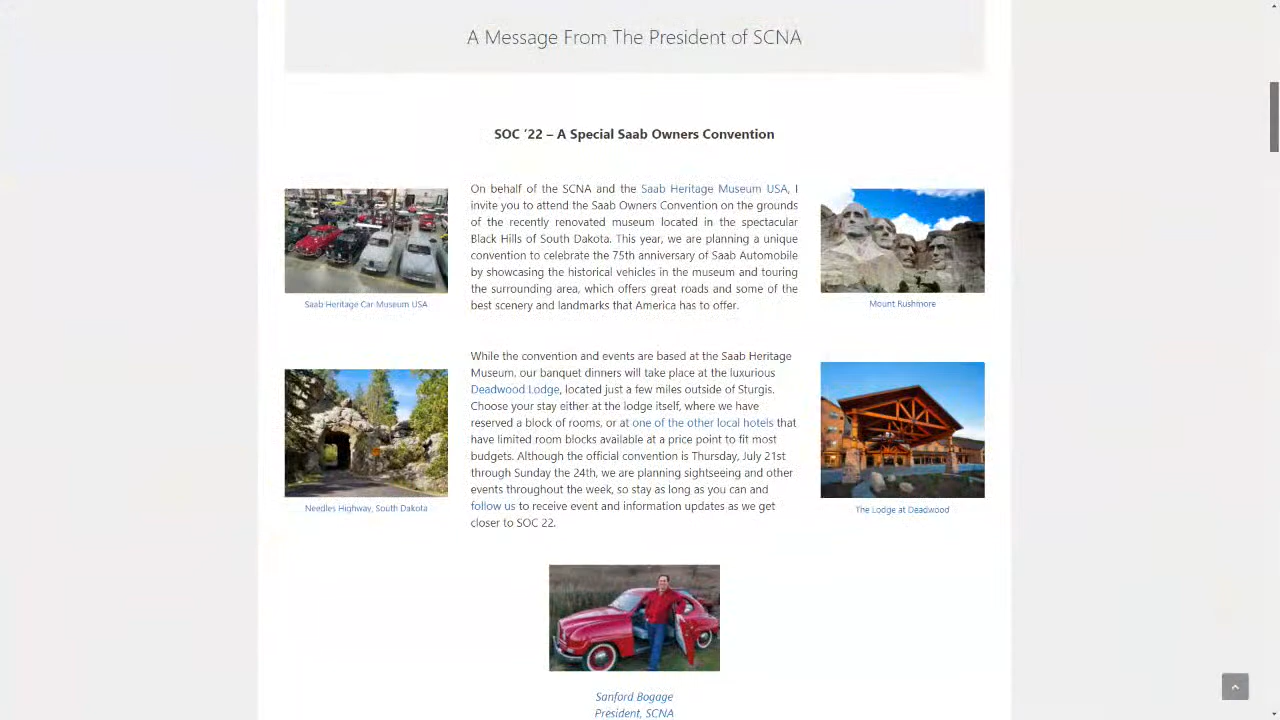 A Message From The President of SCNA
SOC ’22 – A Special Saab Owners Convention
On behalf of the SCNA and the Saab Heritage Museum USA, I
invite you to attend the Saab Owners Convention on the grounds
of the recently renovated museum located in the spectacular
Black Hills of South Dakota. This year, we are planning a unique
convention to celebrate the 75th anniversary of Saab Automobile
by showcasing the historical vehicles in the museum and touring
the surrounding area, which offers great roads and some of the
best scenery and landmarks that America has to offer.
Saab Heritage Car Museum USA
Mount Rushmore
While the convention and events are based at the Saab Heritage
Museum, our banquet dinners will take place at the luxurious
Deadwood Lodge, located just a few miles outside of Sturgis.
Choose your stay either at the lodge itself, where we have
reserved a block of rooms, or at one of the other local hotels that
have limited room blocks available at a price point to fit most
budgets. Although the official convention is Thursday, July 21st
through Sunday the 24th, we are planning sightseeing and other
events throughout the week, so stay as long as you can and
follow us to receive event and information updates as we get
closer to SOC 22.
Needles Highway, South Dakota
The Lodge at Deadwood
Sanford Bogage
President, SCNA